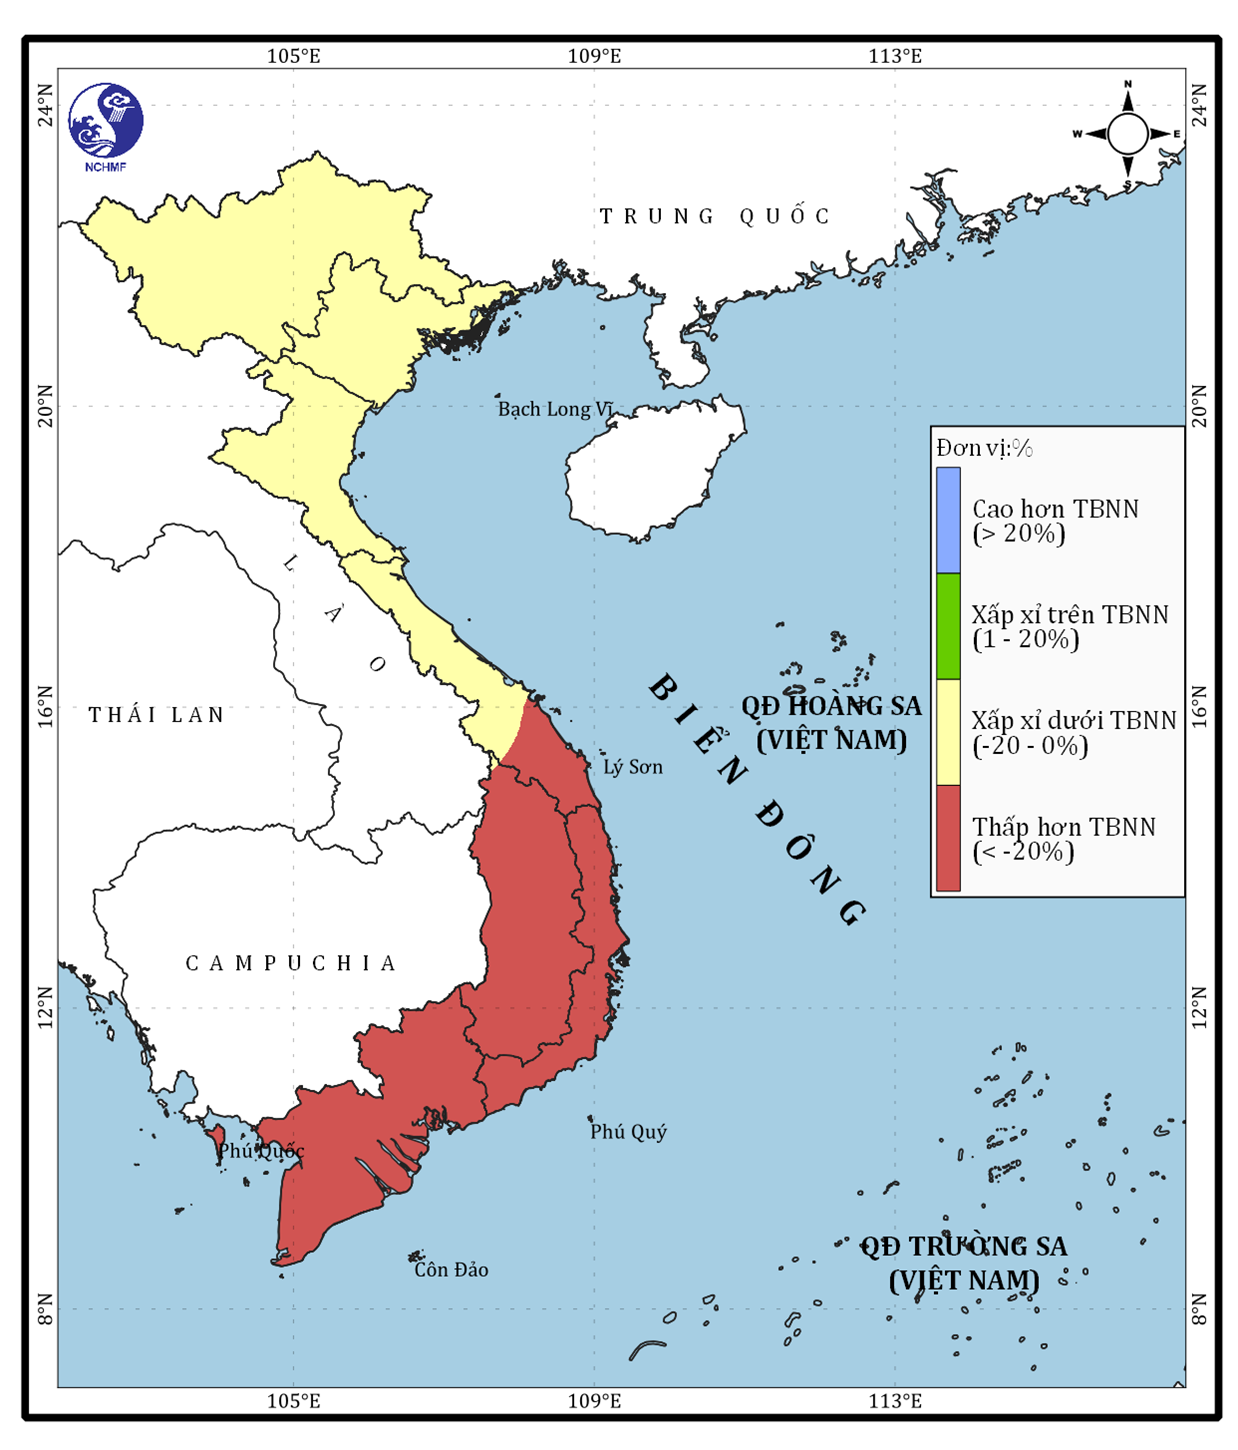 105°E
109°E
113°E
24°N
24°N
N
W
E
S
NCHMF
TRUNG QUỐC
20°N
20°N
Bạch Long Vĩ
Đơn vị:%
Cao hơn TBNN
(> 20%)
Xấp xỉ trên TBNN
(1 - 20%)
Xấp xỉ dưới TBNN
(-20 - 0%)
Thấp hơn TBNN
(< -20%)
LÀO
THÁI LAN
16°N
16°N
QĐ HOÀNG SA
(VIỆT NAM)
BIỂN ĐÔNG
Lý Sơn
CAMPUCHIA
12°N
12°N
Phú Quý
Phú Quốc
Côn Đảo
QĐ TRƯỜNG SA
(VIỆT NAM)
8°N
8°N
105°E
109°E
113°E